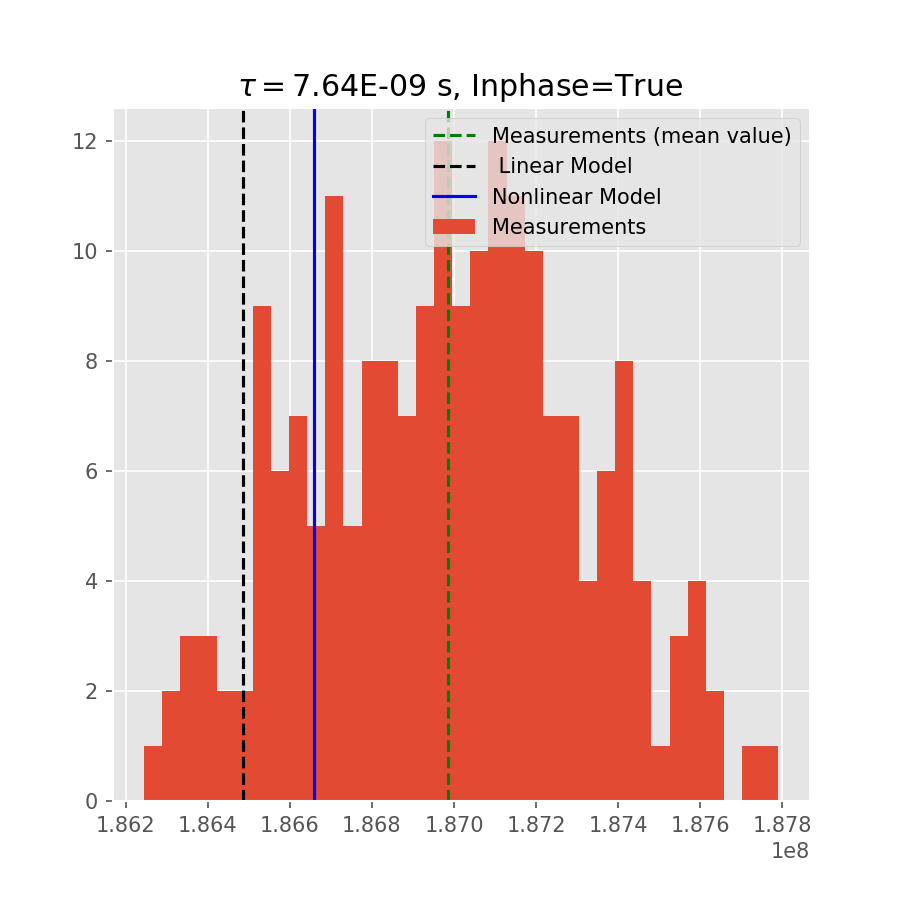 τ = 7.64E-09 s, Inphase=True
Measurements (mean value)
Linear Model
Nonlinear Model
Measurements
12
10
8
6
4
2
0
1.862 1.864 1.866 1.868 1.870 1.872 1.874 1.876 1.878
1e8